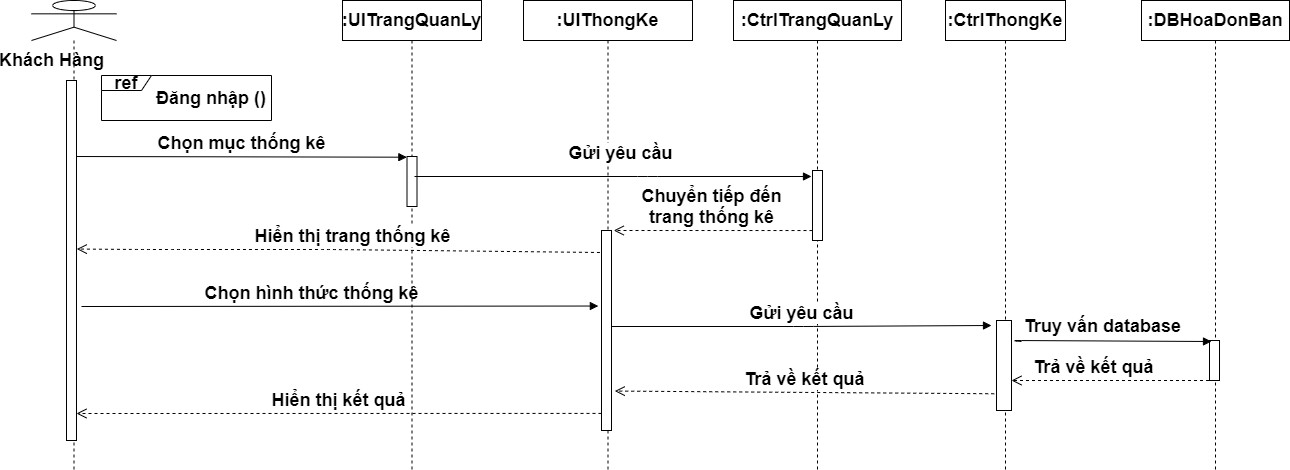 :UITrangQuanLy
:UIThongKe
:CtrlTrangQuanLy
:CtrlThongKe
:DBHoaDonBan
Khách Hàng
ref
Đăng nhập ()
Chọn mục thống kê
Gửi yêu cầu
Chuyển tiếp đến
trang thống kê
Hiển thị trang thống kê
Chọn hình thức thống kê
Gửi yêu cầu
Truy vấn database
Trả về kết quả
Trả về kết quả
Hiển thị kết quả